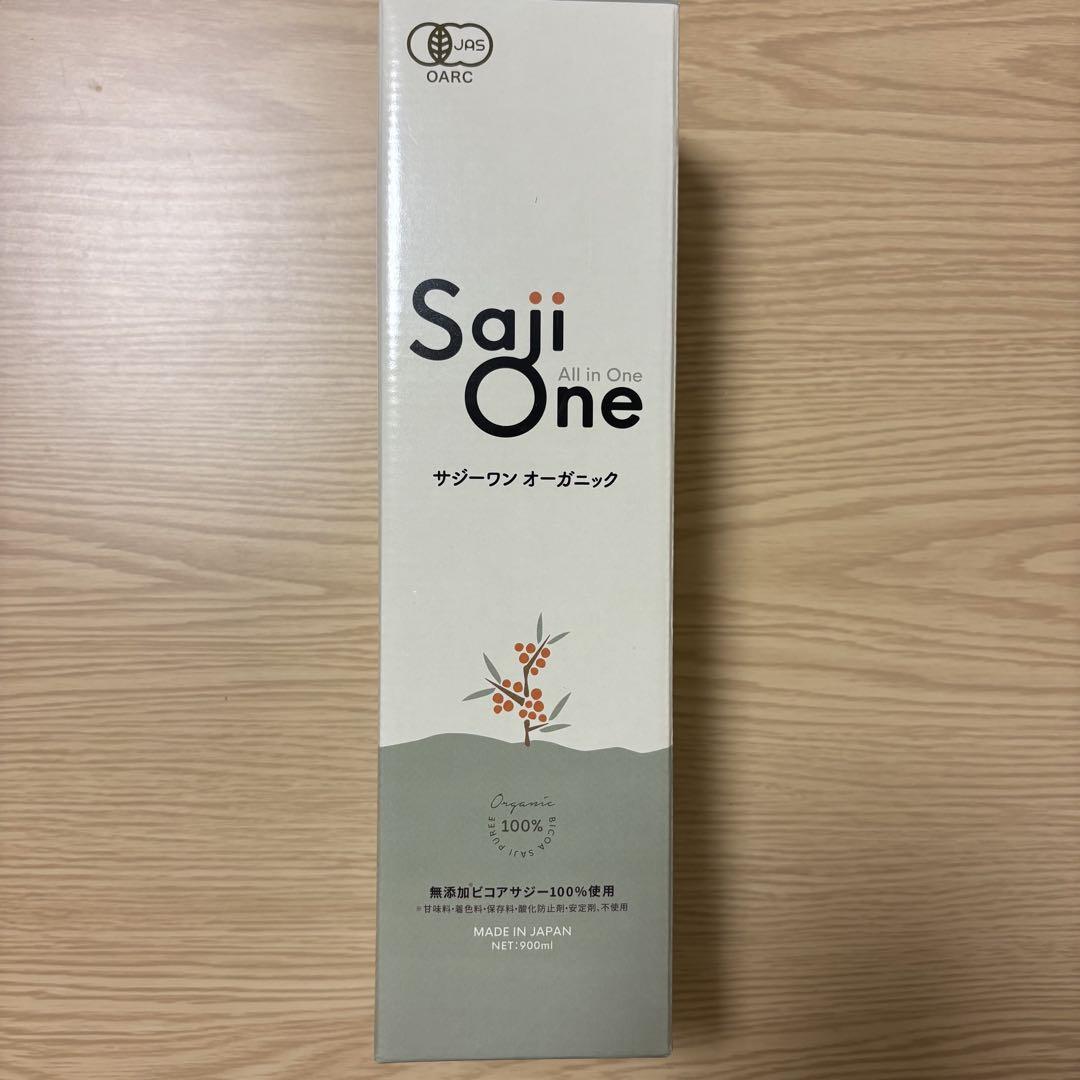 JAS
OARC
Saji
All in One
One
サジーワン オーガニック
Organic
100%
BICOA SAJI PUREE
無添加※ビコアサジー100%使用
※甘味料・着色料・保存料・酸化防止剤・安定剤、不使用
MADE IN JAPAN
NET:900ml